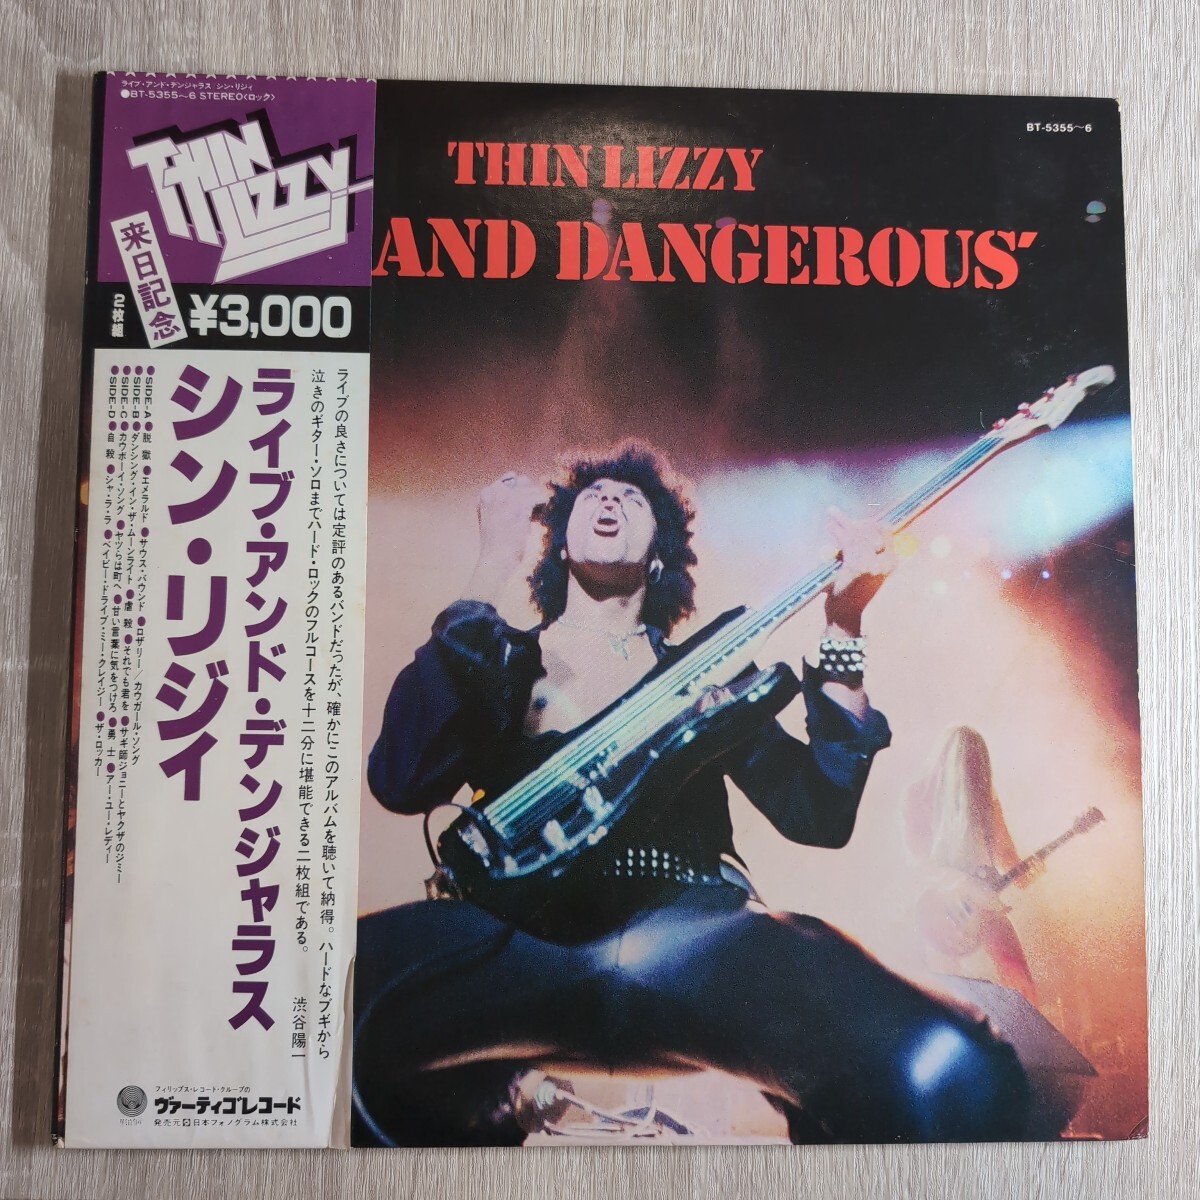 ライブ・アンド・デンジャラス シン・リジィ
●BT-5355〜6 STEREO〈ロック〉
THIN LIZZY
来日記念
2枚組
¥3,000
ライブの良さについては定評のあるバンドだったが、確かにこのアルバムを聴いて納得。ハードなブギから
泣きのギター・ソロまでハード・ロックのフルコースを十二分に堪能できる二枚組である。 渋谷陽一
ライブ・アンド・デンジャラス
シン・リジィ
●SIDE-A●脱獄●エメラルド●サウス・バウンド●ロザリー／カウガール・ソング
●SIDE-B●ダンシング・イン・ザ・ムーンライト●虐殺●それでも君を●サギ師ジョニーとヤクザのジミー
●SIDE-C●カウボーイ・ソング●ヤツらは町へ●甘い言葉に気をつけろ●勇士●アー・ユー・レディー
●SIDE-D●自殺●シャ・ラ・ラ●ベイビー・ドライブ・ミー・クレイジー●ザ・ロッカー
フィリップス・レコード・グループの
ヴァーティゴレコード
発売元 日本フォノグラム株式会社
BT-5355〜6
THIN LIZZY
AND DANGEROUS'